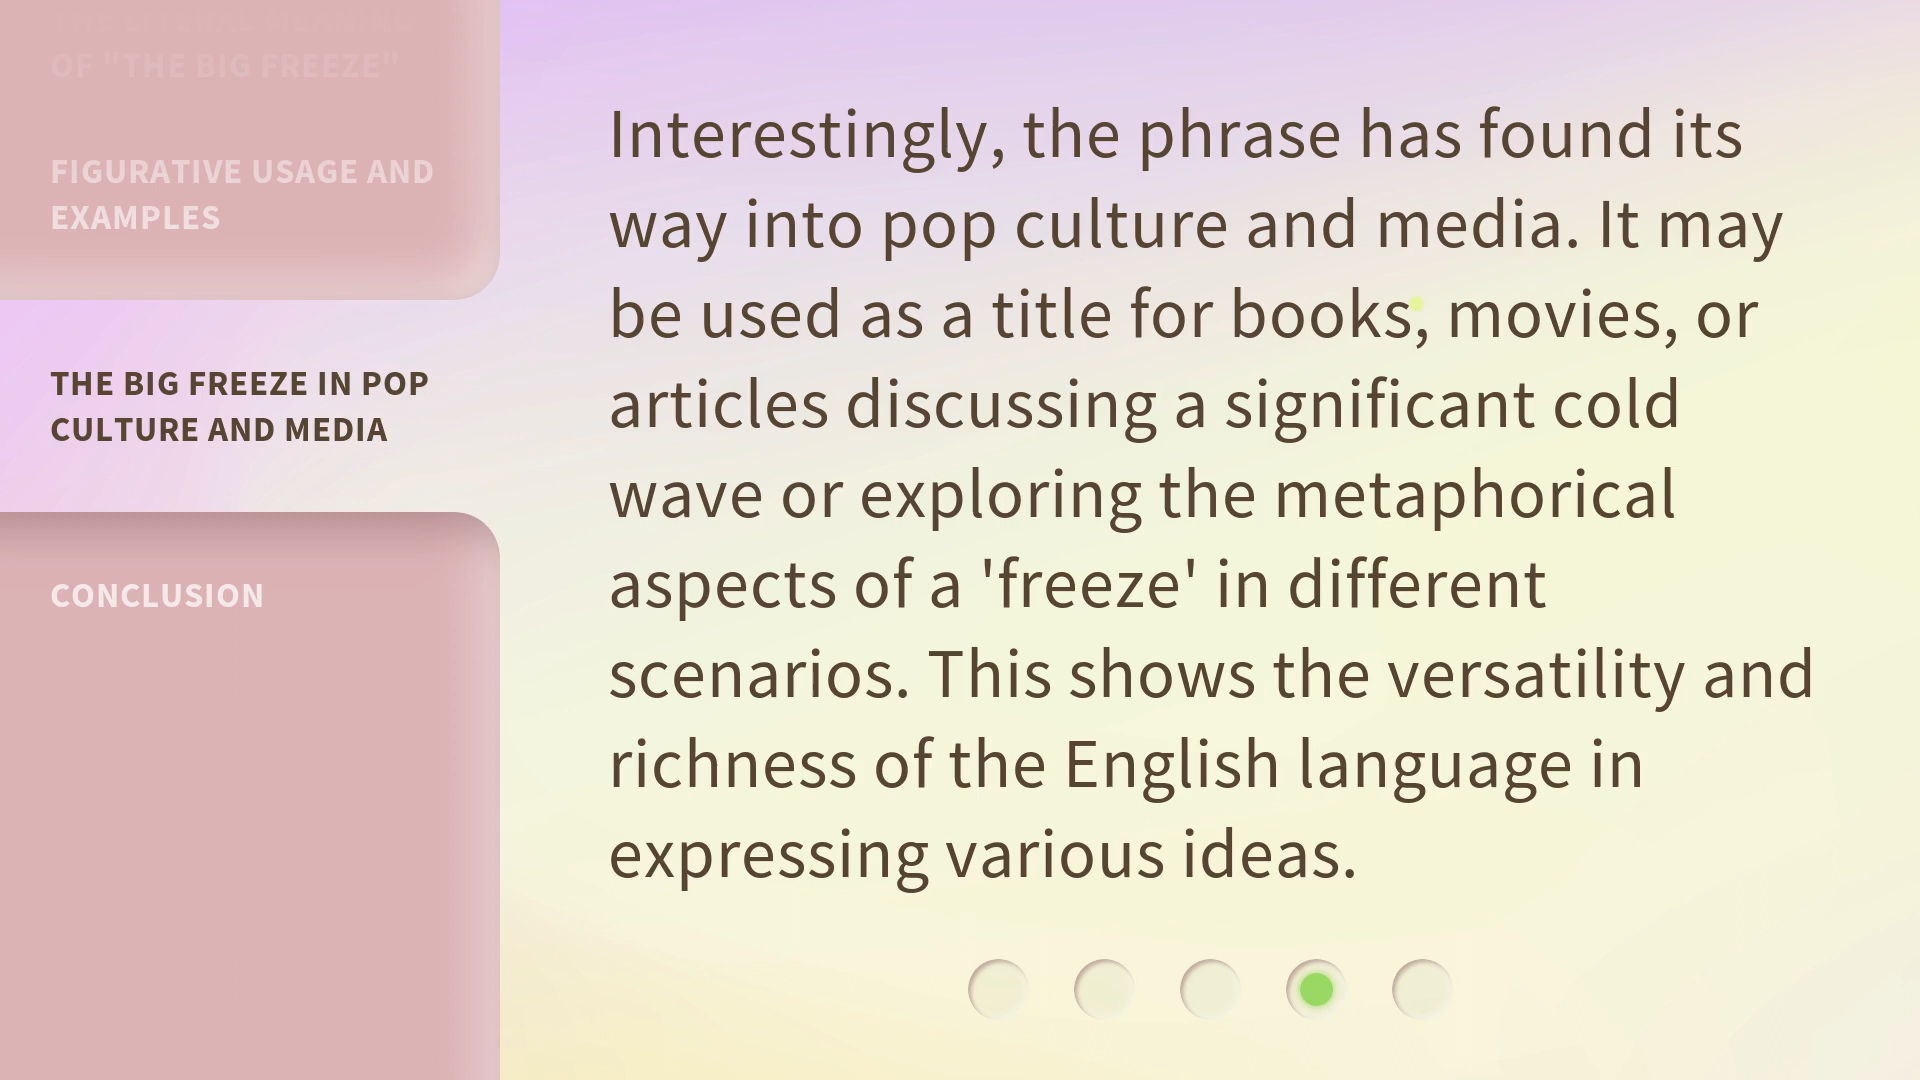 OF "THE BIG FREEZE"
FIGURATIVE USAGE AND
EXAMPLES
THE BIG FREEZE IN POP
CULTURE AND MEDIA
CONCLUSION
Interestingly, the phrase has found its
way into pop culture and media. It may
be used as a title for books, movies, or
articles discussing a significant cold
wave or exploring the metaphorical
aspects of a 'freeze' in different
scenarios. This shows the versatility and
richness of the English language in
expressing various ideas.